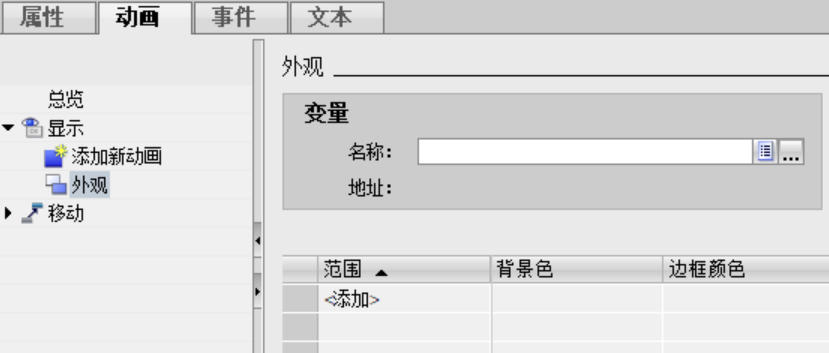 属性 动画 事件 文本
总览
显示
添加新动画
外观
移动
外观
变量
名称:
...
地址:
范围 背景色 边框颜色
<添加>